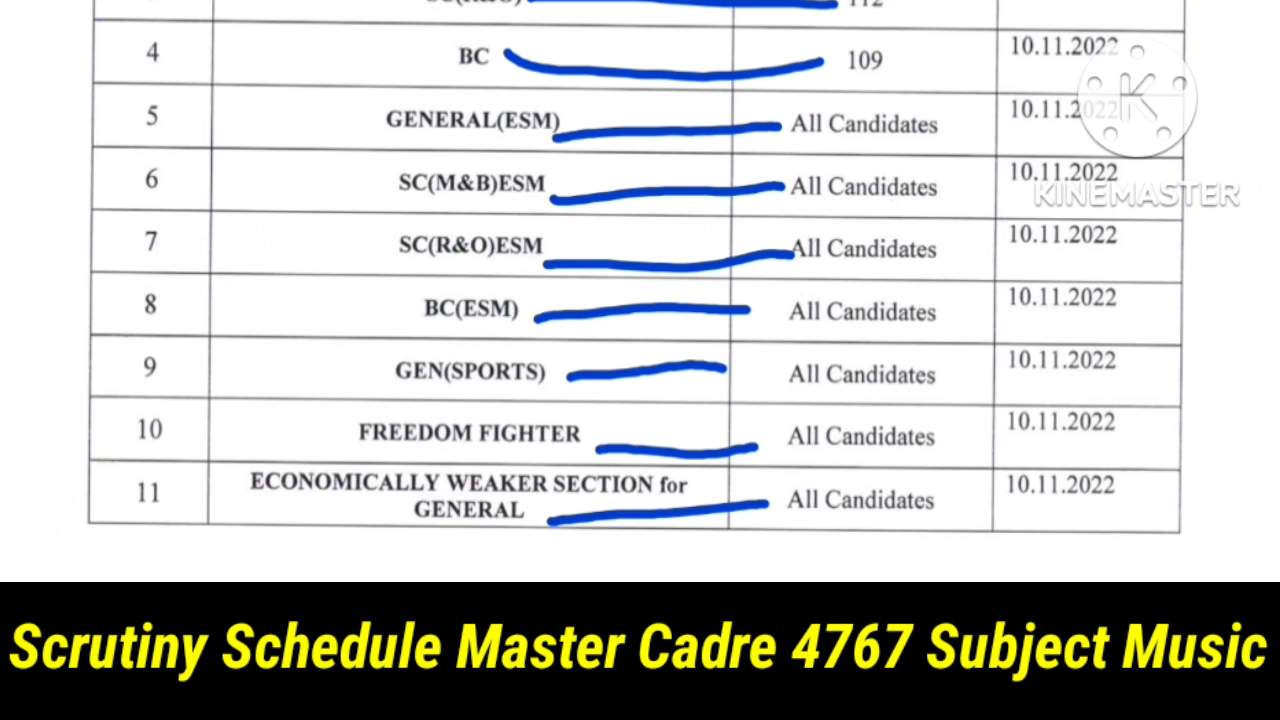 4 BC 109 10.11.2022
5 GENERAL(ESM) All Candidates 10.11.2022
6 SC(M&B)ESM All Candidates 10.11.2022
7 SC(R&O)ESM All Candidates 10.11.2022
8 BC(ESM) All Candidates 10.11.2022
9 GEN(SPORTS) All Candidates 10.11.2022
10 FREEDOM FIGHTER All Candidates 10.11.2022
11 ECONOMICALLY WEAKER SECTION for
GENERAL All Candidates 10.11.2022
K
KINEMASTER
Scrutiny Schedule Master Cadre 4767 Subject Music